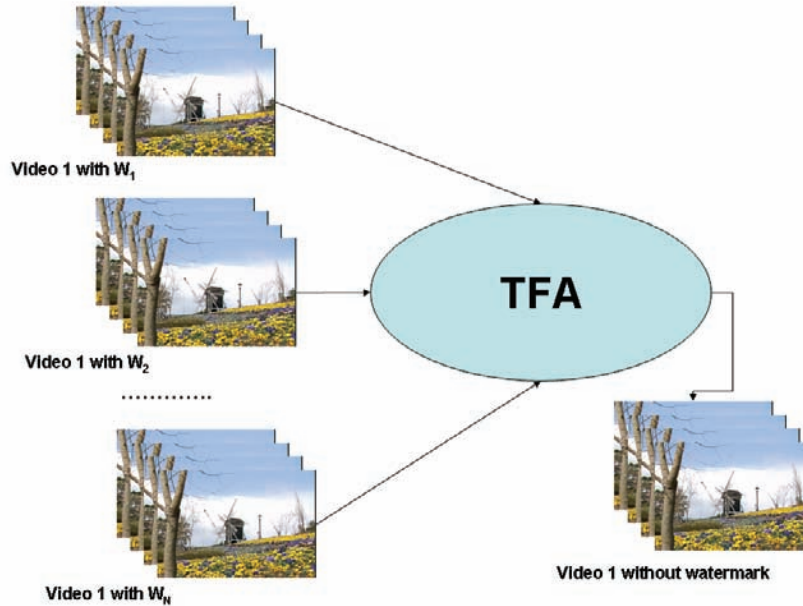 Video 1 with W₁
TFA
Video 1 with W₂
............
Video 1 without watermark
Video 1 with Wₙ